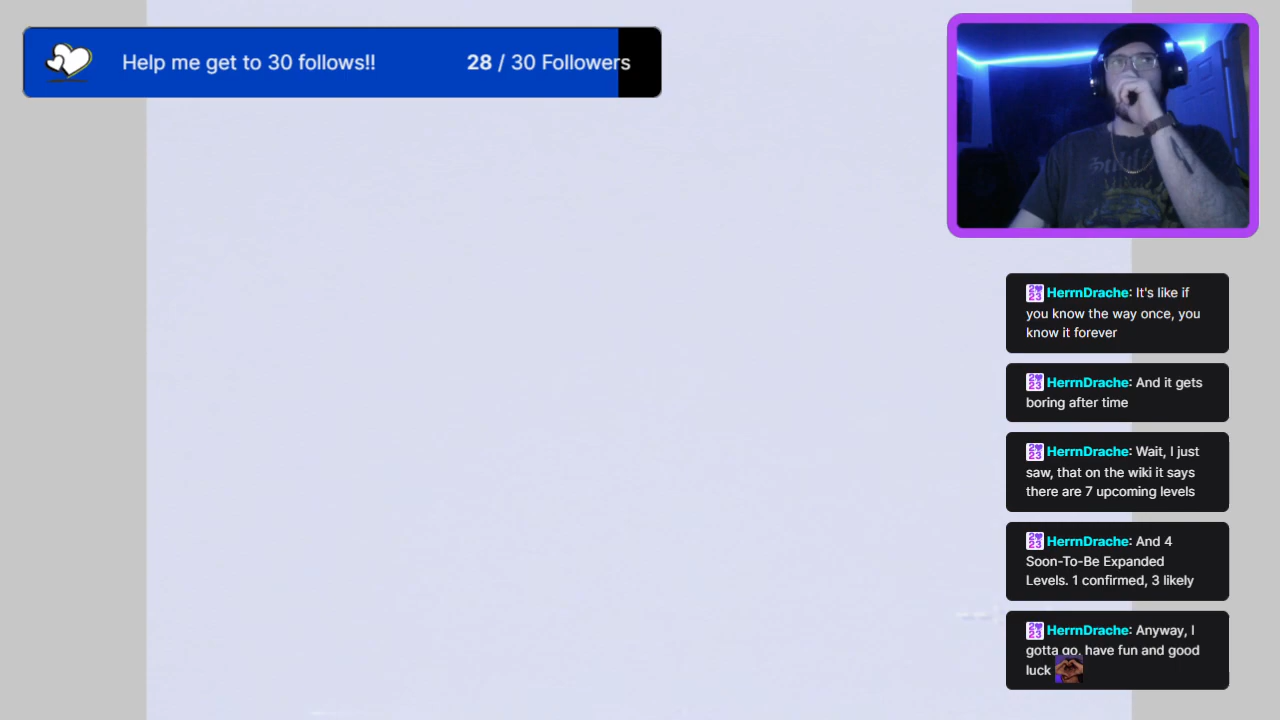 Help me get to 30 follows!! 28 / 30 Followers
HerrnDrache: It's like if
you know the way once, you
know it forever
HerrnDrache: And it gets
boring after time
HerrnDrache: Wait, I just
saw, that on the wiki it says
there are 7 upcoming levels
HerrnDrache: And 4
Soon-To-Be Expanded
Levels. 1 confirmed, 3 likely
HerrnDrache: Anyway, I
gotta go, have fun and good
luck